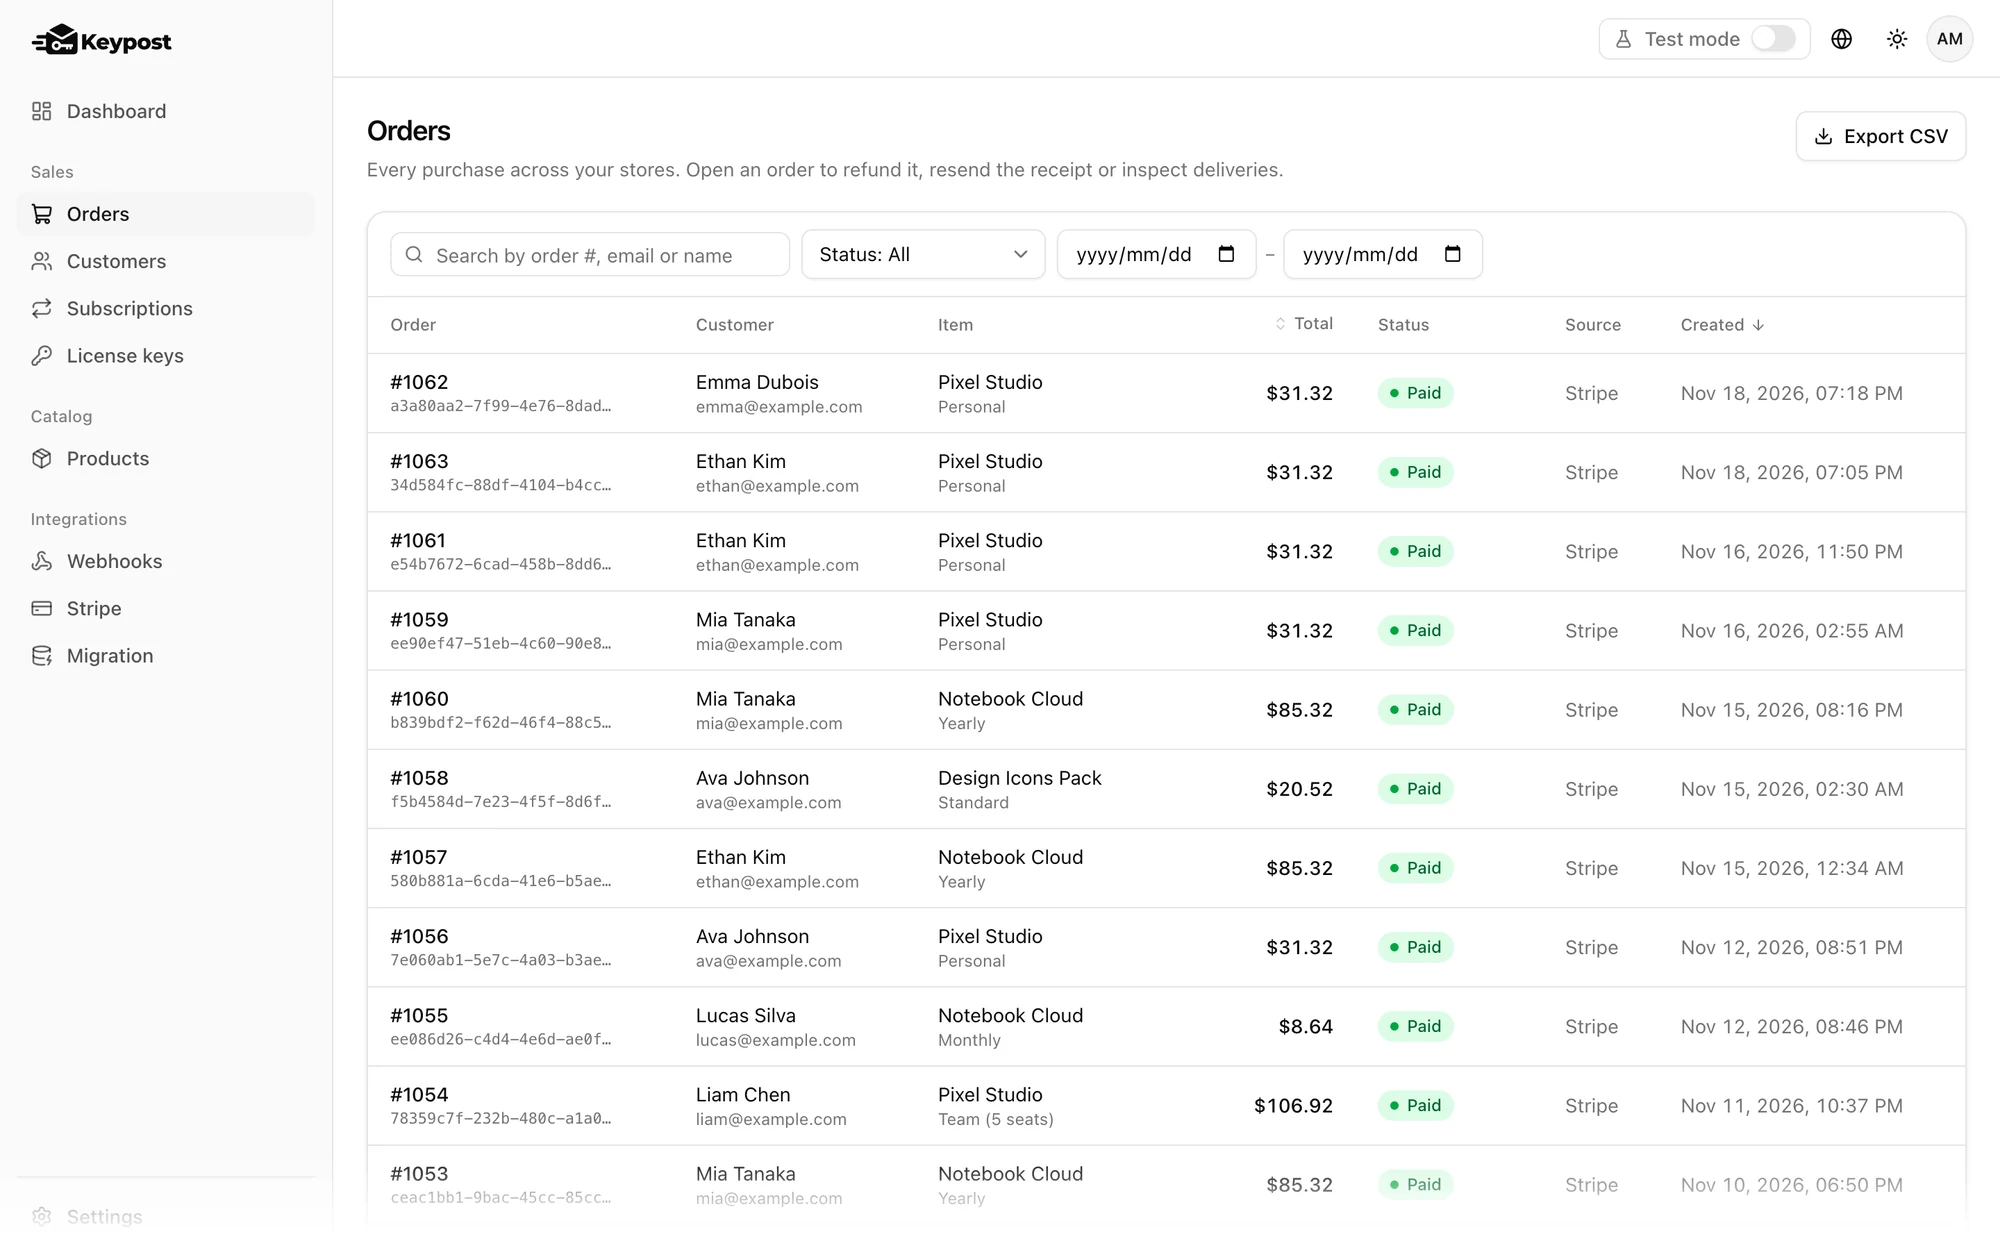 Keypost
Test mode
AM
Dashboard
Sales
Orders
Customers
Subscriptions
License keys
Catalog
Products
Integrations
Webhooks
Stripe
Migration
Settings
Orders
Export CSV
Every purchase across your stores. Open an order to refund it, resend the receipt or inspect deliveries.
Search by order #, email or name
Status: All
yyyy/mm/dd – yyyy/mm/dd
Order Customer Item Total Status Source Created
#1062 Emma Dubois Pixel Studio $31.32 Paid Stripe Nov 18, 2026, 07:18 PM
a3a80aa2-7f99-4e76-8dad… emma@example.com Personal
#1063 Ethan Kim Pixel Studio $31.32 Paid Stripe Nov 18, 2026, 07:05 PM
34d584fc-88df-4104-b4cc… ethan@example.com Personal
#1061 Ethan Kim Pixel Studio $31.32 Paid Stripe Nov 16, 2026, 11:50 PM
e54b7672-6cad-458b-8dd6… ethan@example.com Personal
#1059 Mia Tanaka Pixel Studio $31.32 Paid Stripe Nov 16, 2026, 02:55 AM
ee90ef47-51eb-4c60-90e8… mia@example.com Personal
#1060 Mia Tanaka Notebook Cloud $85.32 Paid Stripe Nov 15, 2026, 08:16 PM
b839bdf2-f62d-46f4-88c5… mia@example.com Yearly
#1058 Ava Johnson Design Icons Pack $20.52 Paid Stripe Nov 15, 2026, 02:30 AM
f5b4584d-7e23-4f5f-8d6f… ava@example.com Standard
#1057 Ethan Kim Notebook Cloud $85.32 Paid Stripe Nov 15, 2026, 12:34 AM
580b881a-6cda-41e6-b5ae… ethan@example.com Yearly
#1056 Ava Johnson Pixel Studio $31.32 Paid Stripe Nov 12, 2026, 08:51 PM
7e060ab1-5e7c-4a03-b3ae… ava@example.com Personal
#1055 Lucas Silva Notebook Cloud $8.64 Paid Stripe Nov 12, 2026, 08:46 PM
ee086d26-c4d4-4e6d-ae0f… lucas@example.com Monthly
#1054 Liam Chen Pixel Studio $106.92 Paid Stripe Nov 11, 2026, 10:37 PM
78359c7f-232b-480c-a1a0… liam@example.com Team (5 seats)
#1053 Mia Tanaka Notebook Cloud $85.32 Paid Stripe Nov 10, 2026, 06:50 PM
ceac1bb1-9bac-45cc-85cc… mia@example.com Yearly